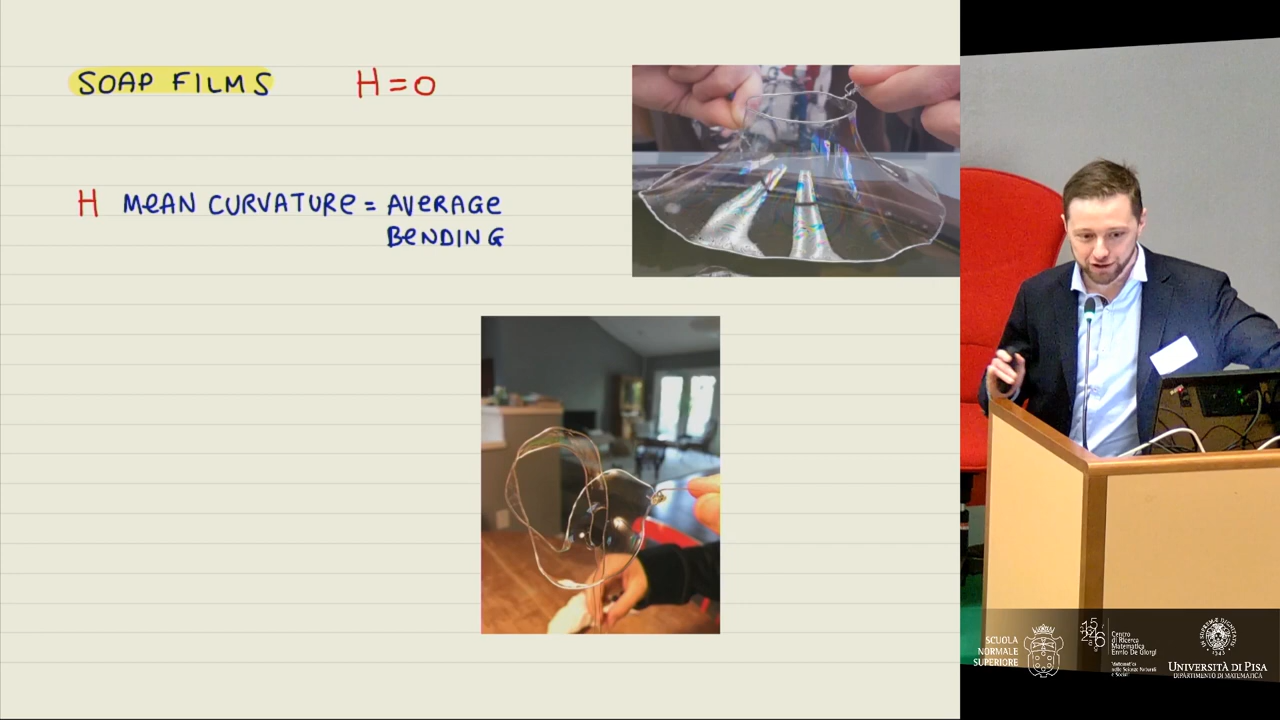 SOAP FILMS H=0
H MEAN CURVATURE = AVERAGE
BENDING
SCUOLA
NORMALE
SUPERIORE
Centro
di Ricerca
Matematica
Ennio De Giorgi
UNIVERSITÀ DI PISA
DIPARTIMENTO DI MATEMATICA